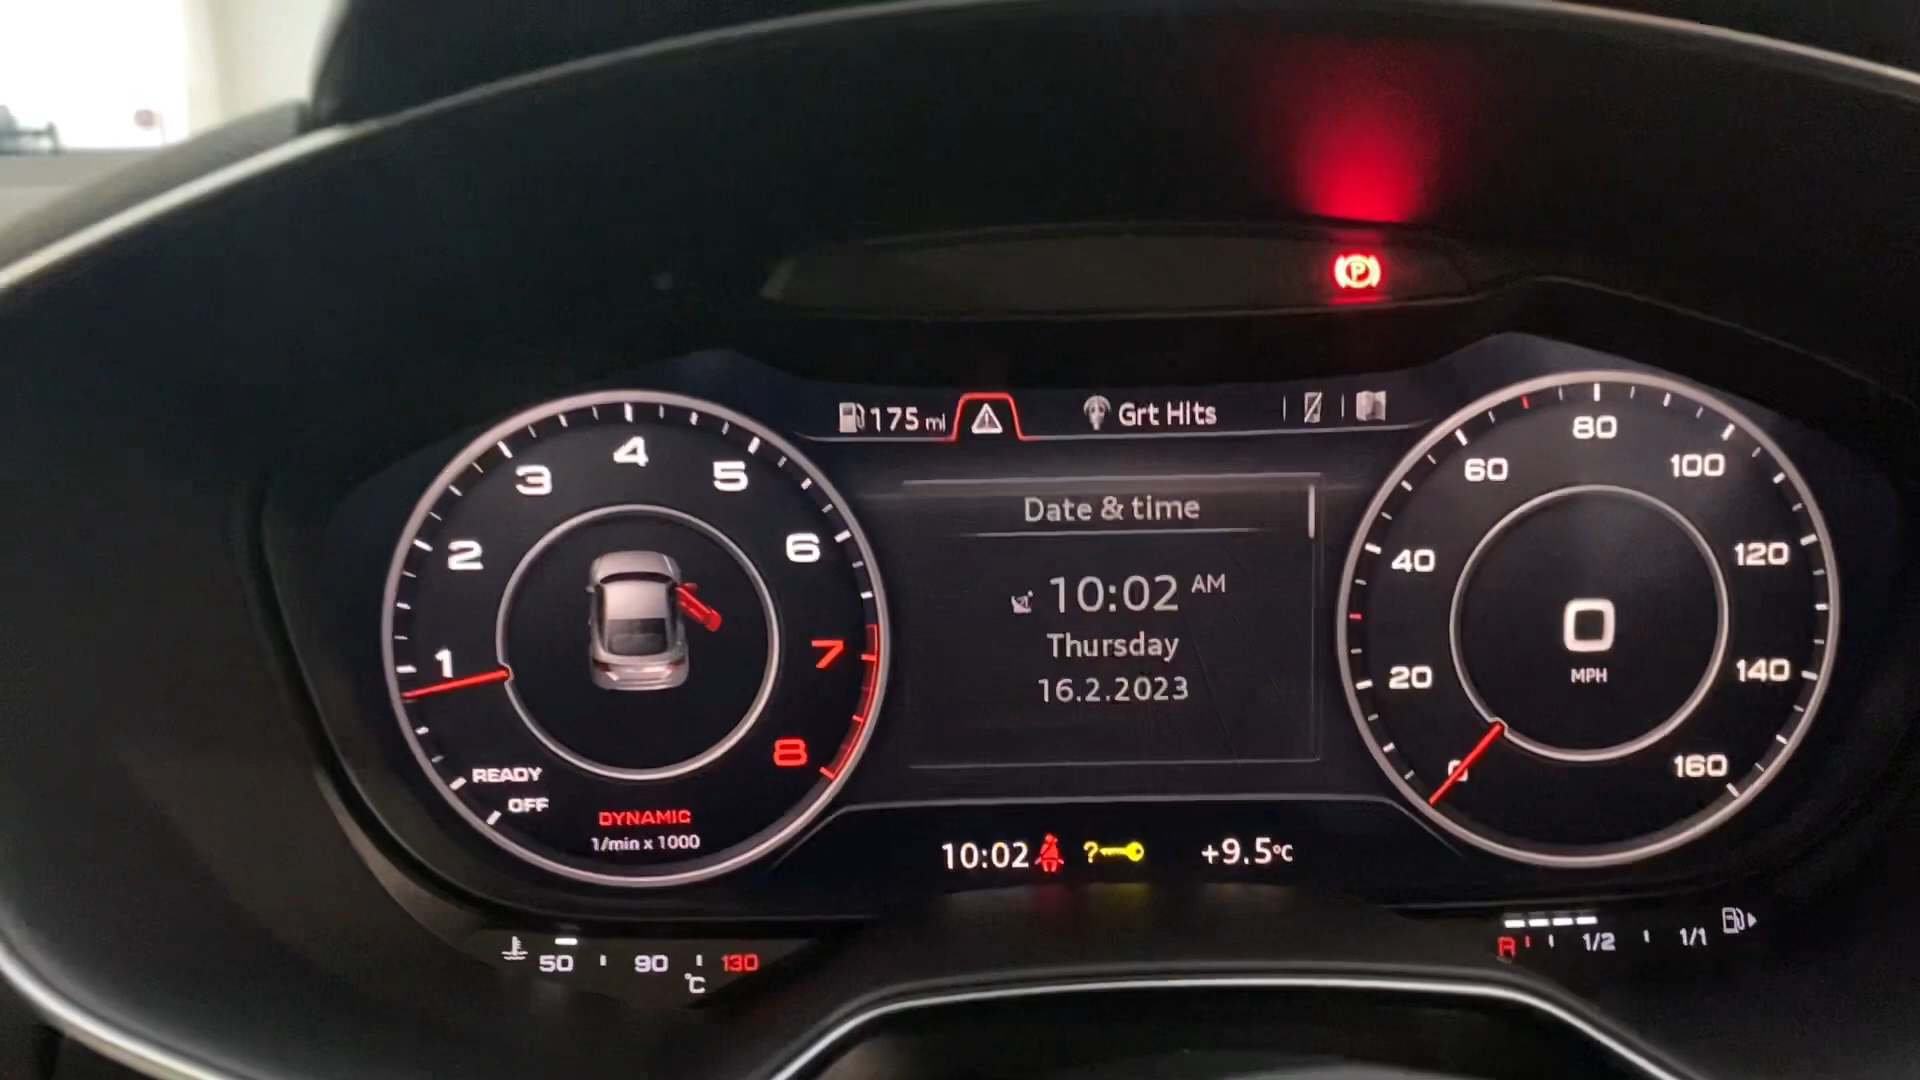 P
175 mi
Grt Hits
Date & time
10:02 AM
Thursday
16.2.2023
1
2
3
4
5
6
7
8
READY
OFF
DYNAMIC
1/min x 1000
0
20
40
60
80
100
120
140
160
0
MPH
10:02
?
+9.5°C
50
90
130
°C
R
1/2
1/1